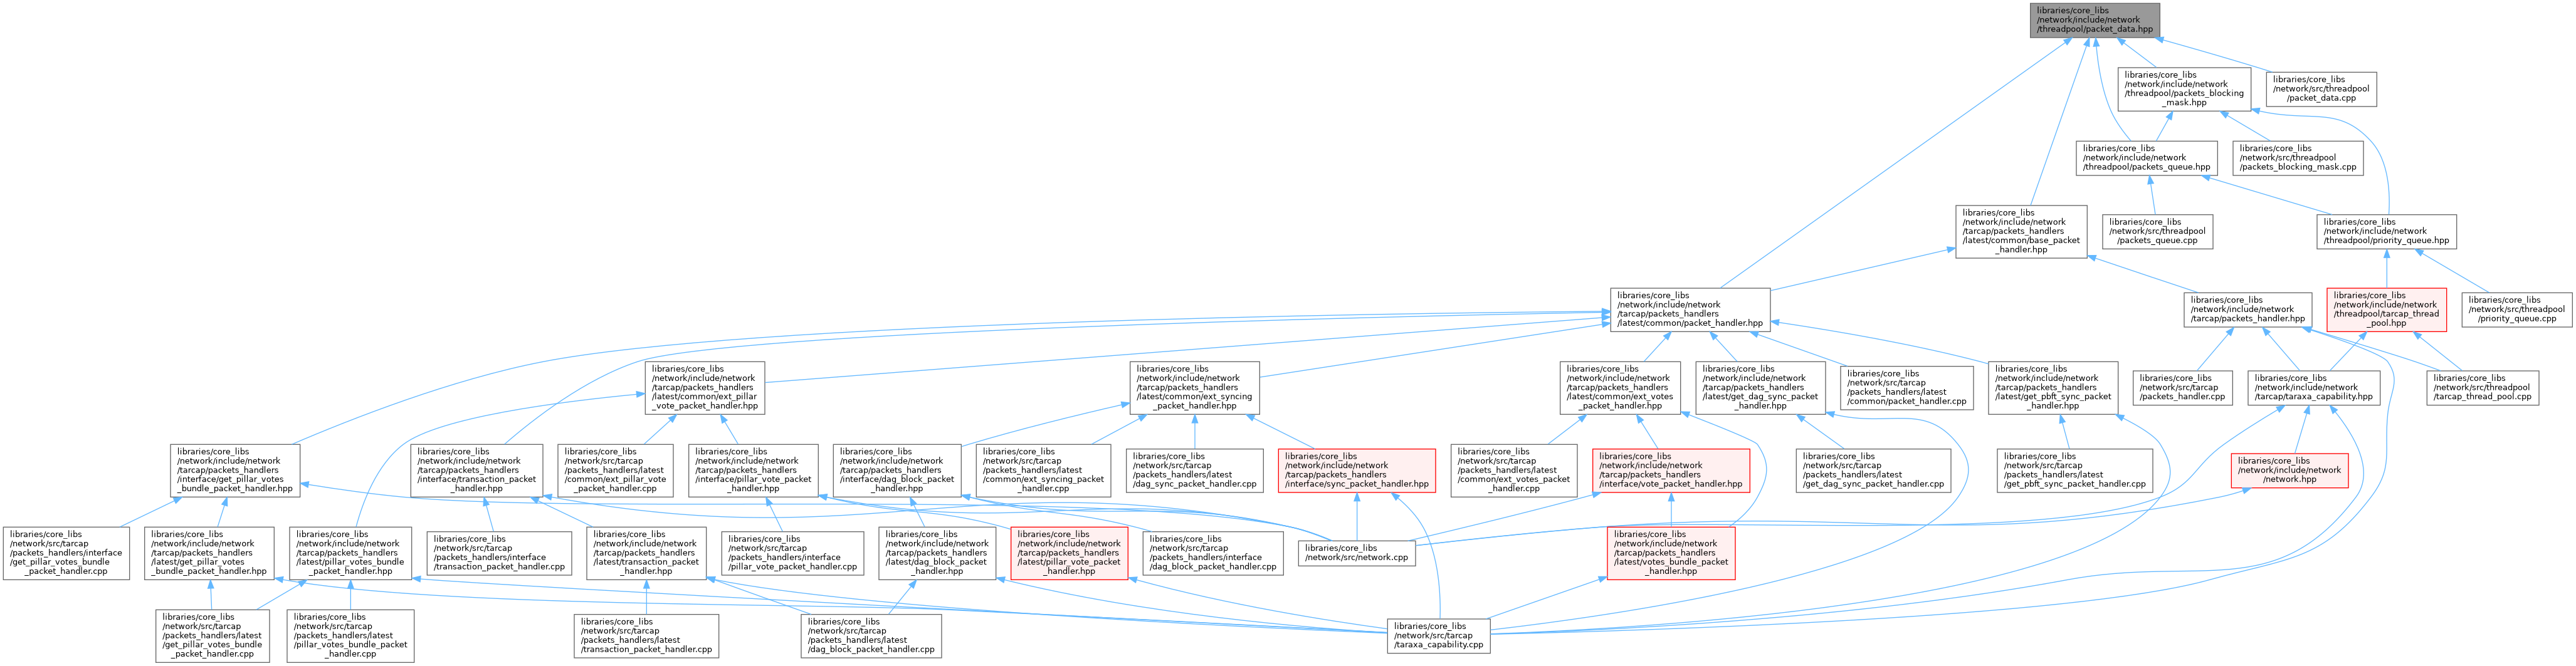 libraries/core_libs
/network/include/network
/threadpool/packet_data.hpp
libraries/core_libs
/network/include/network
/threadpool/packets_blocking
_mask.hpp
libraries/core_libs
/network/src/threadpool
/packet_data.cpp
libraries/core_libs
/network/include/network
/threadpool/packets_queue.hpp
libraries/core_libs
/network/src/threadpool
/packets_blocking_mask.cpp
libraries/core_libs
/network/include/network
/tarcap/packets_handlers
/latest/common/base_packet
_handler.hpp
libraries/core_libs
/network/src/threadpool
/packets_queue.cpp
libraries/core_libs
/network/include/network
/threadpool/priority_queue.hpp
libraries/core_libs
/network/include/network
/tarcap/packets_handlers
/latest/common/packet_handler.hpp
libraries/core_libs
/network/include/network
/tarcap/packets_handler.hpp
libraries/core_libs
/network/include/network
/threadpool/tarcap_thread
_pool.hpp
libraries/core_libs
/network/src/threadpool
/priority_queue.cpp
libraries/core_libs
/network/include/network
/tarcap/packets_handlers
/latest/common/ext_pillar
_vote_packet_handler.hpp
libraries/core_libs
/network/include/network
/tarcap/packets_handlers
/latest/common/ext_syncing
_packet_handler.hpp
libraries/core_libs
/network/include/network
/tarcap/packets_handlers
/latest/common/ext_votes
_packet_handler.hpp
libraries/core_libs
/network/include/network
/tarcap/packets_handlers
/latest/get_dag_sync_packet
_handler.hpp
libraries/core_libs
/network/src/tarcap
/packets_handlers/latest
/common/packet_handler.cpp
libraries/core_libs
/network/include/network
/tarcap/packets_handlers
/latest/get_pbft_sync_packet
_handler.hpp
libraries/core_libs
/network/src/tarcap
/packets_handler.cpp
libraries/core_libs
/network/include/network
/tarcap/taraxa_capability.hpp
libraries/core_libs
/network/src/threadpool
/tarcap_thread_pool.cpp
libraries/core_libs
/network/include/network
/tarcap/packets_handlers
/interface/get_pillar_votes
_bundle_packet_handler.hpp
libraries/core_libs
/network/include/network
/tarcap/packets_handlers
/interface/transaction_packet
_handler.hpp
libraries/core_libs
/network/src/tarcap
/packets_handlers/latest
/common/ext_pillar_vote
_packet_handler.cpp
libraries/core_libs
/network/include/network
/tarcap/packets_handlers
/interface/pillar_vote_packet
_handler.hpp
libraries/core_libs
/network/include/network
/tarcap/packets_handlers
/interface/dag_block_packet
_handler.hpp
libraries/core_libs
/network/src/tarcap
/packets_handlers/latest
/common/ext_syncing_packet
_handler.cpp
libraries/core_libs
/network/src/tarcap
/packets_handlers/latest
/dag_sync_packet_handler.cpp
libraries/core_libs
/network/include/network
/tarcap/packets_handlers
/interface/sync_packet_handler.hpp
libraries/core_libs
/network/src/tarcap
/packets_handlers/latest
/common/ext_votes_packet
_handler.cpp
libraries/core_libs
/network/include/network
/tarcap/packets_handlers
/interface/vote_packet_handler.hpp
libraries/core_libs
/network/src/tarcap
/packets_handlers/latest
/get_dag_sync_packet_handler.cpp
libraries/core_libs
/network/src/tarcap
/packets_handlers/latest
/get_pbft_sync_packet_handler.cpp
libraries/core_libs
/network/include/network
/network.hpp
libraries/core_libs
/network/src/tarcap
/packets_handlers/interface
/get_pillar_votes_bundle
_packet_handler.cpp
libraries/core_libs
/network/include/network
/tarcap/packets_handlers
/latest/get_pillar_votes
_bundle_packet_handler.hpp
libraries/core_libs
/network/include/network
/tarcap/packets_handlers
/latest/pillar_votes_bundle
_packet_handler.hpp
libraries/core_libs
/network/src/tarcap
/packets_handlers/interface
/transaction_packet_handler.cpp
libraries/core_libs
/network/include/network
/tarcap/packets_handlers
/latest/transaction_packet
_handler.hpp
libraries/core_libs
/network/src/tarcap
/packets_handlers/interface
/pillar_vote_packet_handler.cpp
libraries/core_libs
/network/include/network
/tarcap/packets_handlers
/latest/dag_block_packet
_handler.hpp
libraries/core_libs
/network/include/network
/tarcap/packets_handlers
/latest/pillar_vote_packet
_handler.hpp
libraries/core_libs
/network/src/tarcap
/packets_handlers/interface
/dag_block_packet_handler.cpp
libraries/core_libs
/network/src/network.cpp
libraries/core_libs
/network/include/network
/tarcap/packets_handlers
/latest/votes_bundle_packet
_handler.hpp
libraries/core_libs
/network/src/tarcap
/packets_handlers/latest
/get_pillar_votes_bundle
_packet_handler.cpp
libraries/core_libs
/network/src/tarcap
/packets_handlers/latest
/pillar_votes_bundle_packet
_handler.cpp
libraries/core_libs
/network/src/tarcap
/packets_handlers/latest
/transaction_packet_handler.cpp
libraries/core_libs
/network/src/tarcap
/packets_handlers/latest
/dag_block_packet_handler.cpp
libraries/core_libs
/network/src/tarcap
/taraxa_capability.cpp